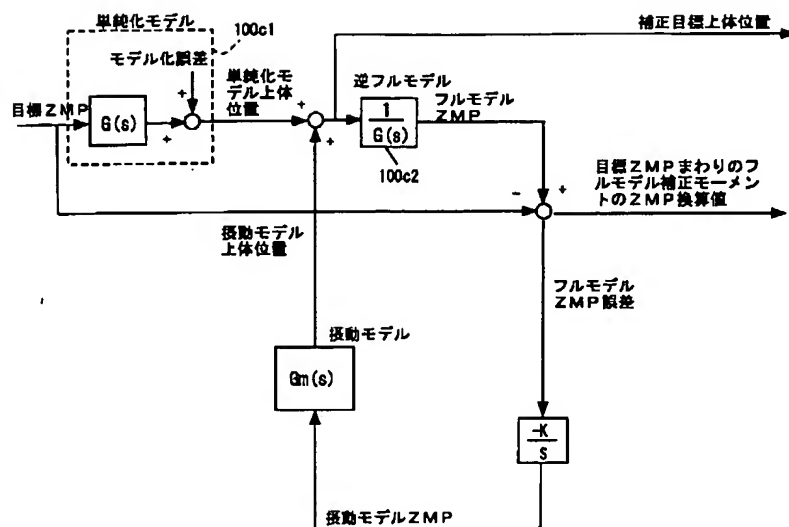 単純化モデル
100c1
モデル化誤差
補正目標上体位置
単純化モ
デル上体
位置
逆フルモデル
フルモデル
ZMP
目標ZMP
G(s)
+
+
+
+
1
G(s)
100c2
-
+
目標ZMPまわりのフ
ルモデル補正モーメン
トのZMP換算値
摂動モデル
上体位置
フルモデル
ZMP誤差
摂動モデル
Gm(s)
-K
S
摂動モデルZMP